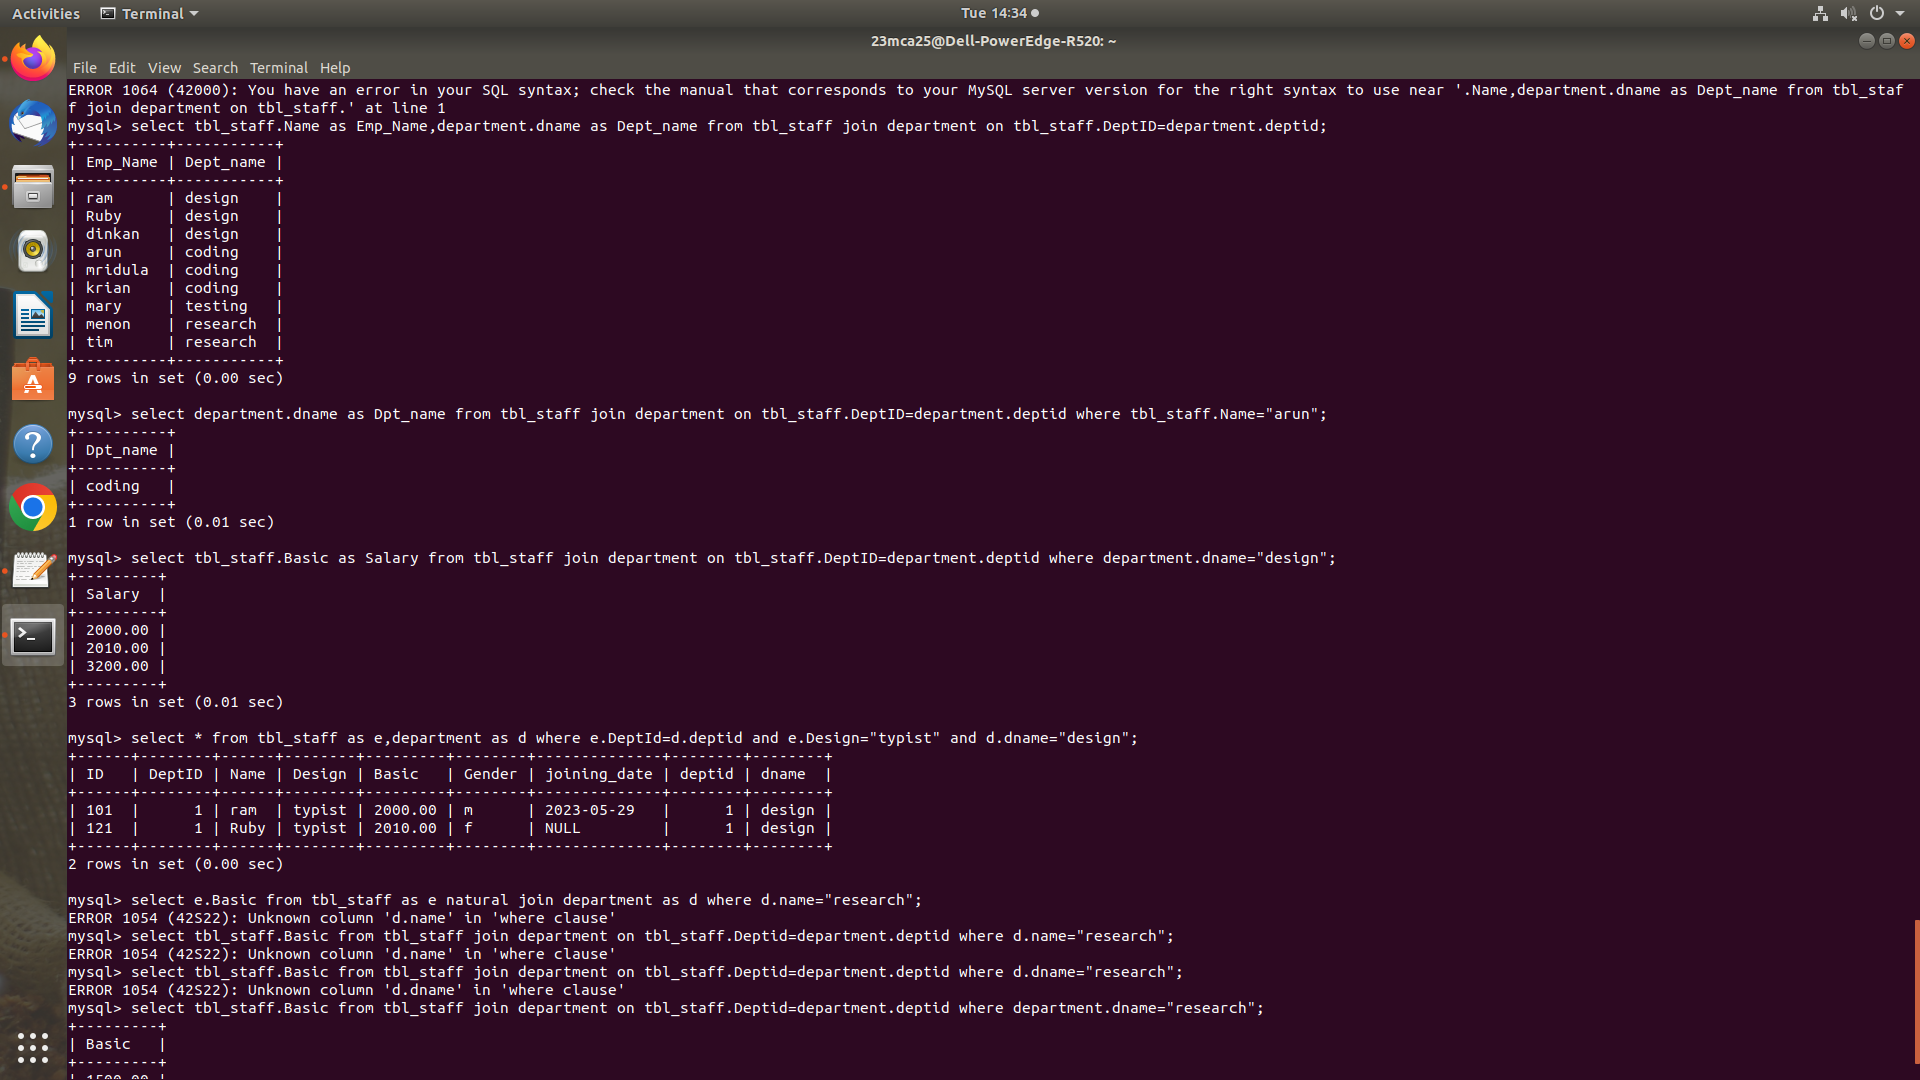 Activities Terminal Tue 14:34
23mca25@Dell-PowerEdge-R520: ~
File Edit View Search Terminal Help
ERROR 1064 (42000): You have an error in your SQL syntax; check the manual that corresponds to your MySQL server version for the right syntax to use near '.Name,department.dname as Dept_name from tbl_staf
f join department on tbl_staff.' at line 1
mysql> select tbl_staff.Name as Emp_Name,department.dname as Dept_name from tbl_staff join department on tbl_staff.DeptID=department.deptid;
+----------+-----------+
| Emp_Name | Dept_name |
+----------+-----------+
| ram      | design    |
| Ruby     | design    |
| dinkan   | design    |
| arun     | coding    |
| mridula  | coding    |
| krian    | coding    |
| mary     | testing   |
| menon    | research  |
| tim      | research  |
+----------+-----------+
9 rows in set (0.00 sec)
mysql> select department.dname as Dpt_name from tbl_staff join department on tbl_staff.DeptID=department.deptid where tbl_staff.Name="arun";
+----------+
| Dpt_name |
+----------+
| coding   |
+----------+
1 row in set (0.01 sec)
mysql> select tbl_staff.Basic as Salary from tbl_staff join department on tbl_staff.DeptID=department.deptid where department.dname="design";
+---------+
| Salary  |
+---------+
| 2000.00 |
| 2010.00 |
| 3200.00 |
+---------+
3 rows in set (0.01 sec)
mysql> select * from tbl_staff as e,department as d where e.DeptId=d.deptid and e.Design="typist" and d.dname="design";
+------+--------+------+--------+---------+--------+--------------+--------+--------+
| ID   | DeptID | Name | Design | Basic   | Gender | joining_date | deptid | dname  |
+------+--------+------+--------+---------+--------+--------------+--------+--------+
| 101  |      1 | ram  | typist | 2000.00 | m      | 2023-05-29   |      1 | design |
| 121  |      1 | Ruby | typist | 2010.00 | f      | NULL         |      1 | design |
+------+--------+------+--------+---------+--------+--------------+--------+--------+
2 rows in set (0.00 sec)
mysql> select e.Basic from tbl_staff as e natural join department as d where d.name="research";
ERROR 1054 (42S22): Unknown column 'd.name' in 'where clause'
mysql> select tbl_staff.Basic from tbl_staff join department on tbl_staff.Deptid=department.deptid where d.name="research";
ERROR 1054 (42S22): Unknown column 'd.name' in 'where clause'
mysql> select tbl_staff.Basic from tbl_staff join department on tbl_staff.Deptid=department.deptid where d.dname="research";
ERROR 1054 (42S22): Unknown column 'd.dname' in 'where clause'
mysql> select tbl_staff.Basic from tbl_staff join department on tbl_staff.Deptid=department.deptid where department.dname="research";
+---------+
| Basic   |
+---------+